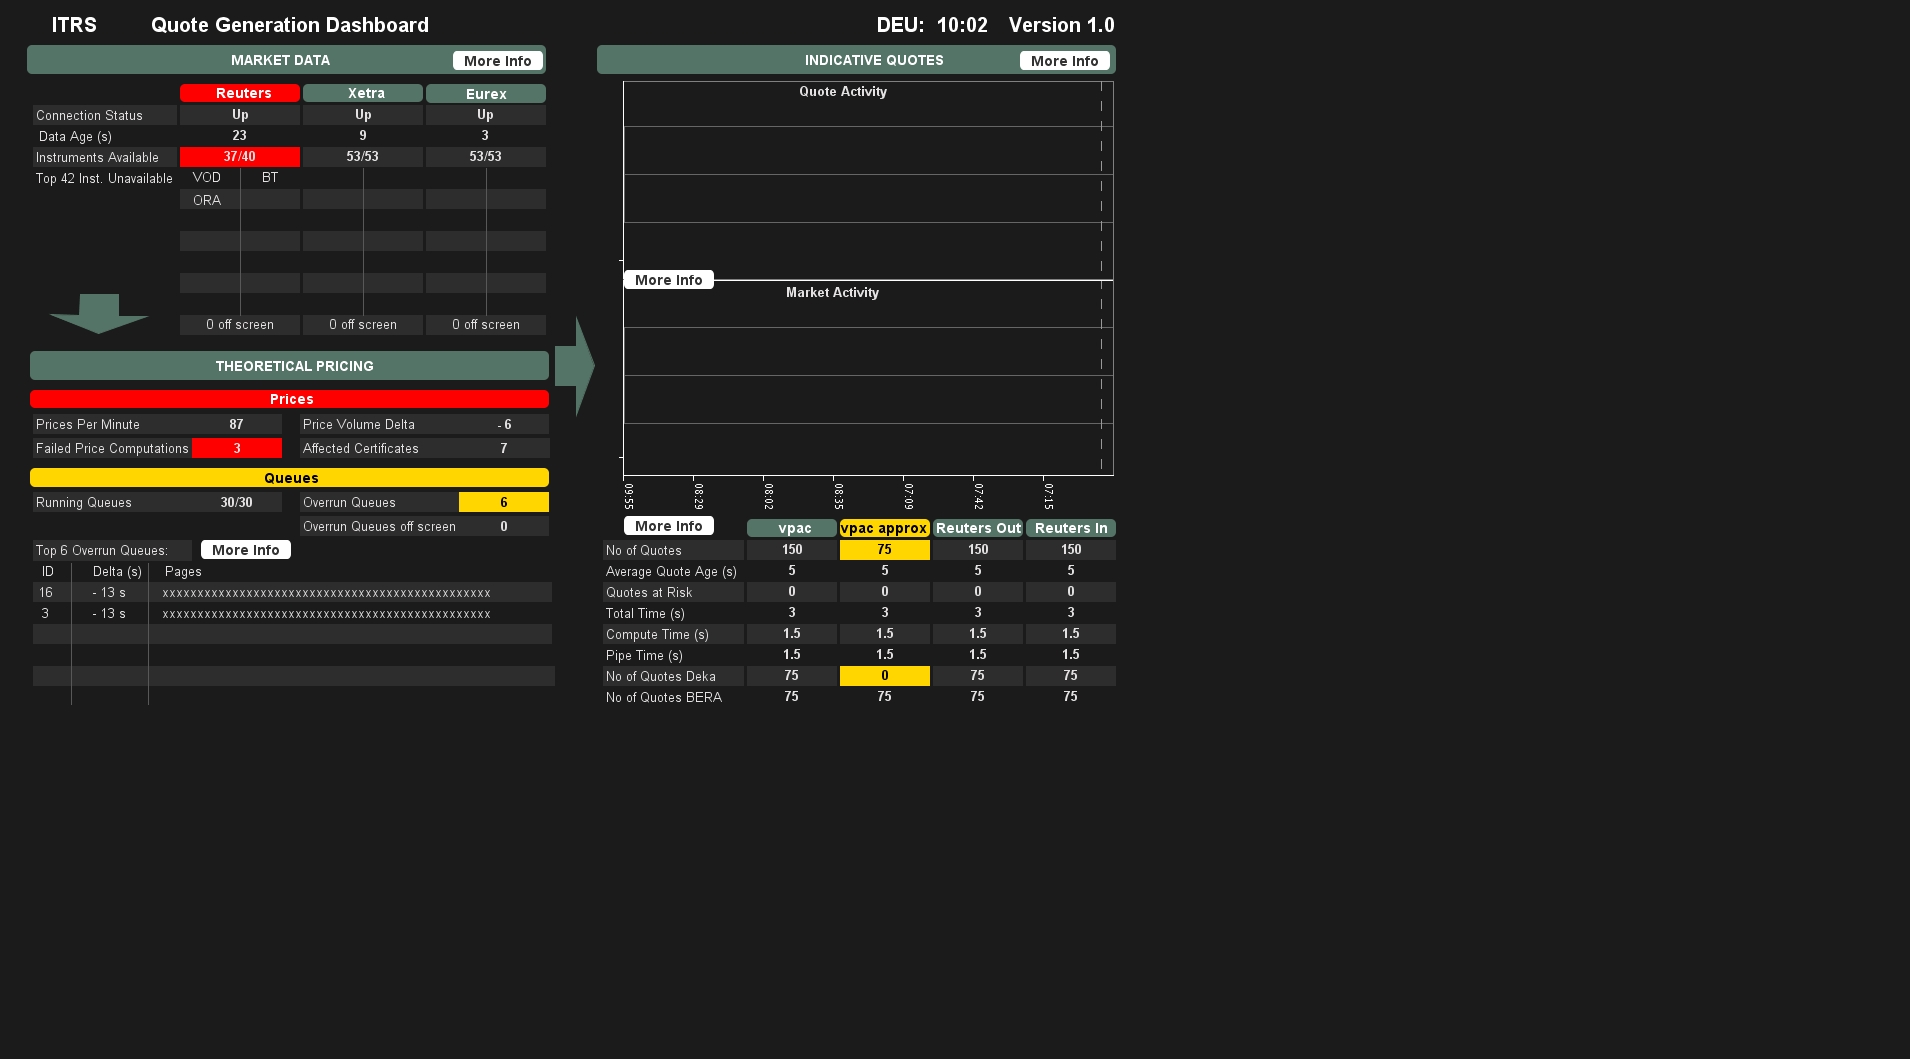 ITRS Quote Generation Dashboard DEU: 10:02 Version 1.0
MARKET DATA More Info
Reuters Xetra Eurex
Connection Status Up Up Up
Data Age (s) 23 9 3
Instruments Available 37/40 53/53 53/53
Top 42 Inst. Unavailable VOD BT
ORA
0 off screen 0 off screen 0 off screen
THEORETICAL PRICING
Prices
Prices Per Minute 87 Price Volume Delta - 6
Failed Price Computations 3 Affected Certificates 7
Queues
Running Queues 30/30 Overrun Queues 6
Overrun Queues off screen 0
Top 6 Overrun Queues: More Info
ID Delta (s) Pages
16 - 13 s xxxxxxxxxxxxxxxxxxxxxxxxxxxxxxxxxxxxxxxxxxxxxxx
3 - 13 s xxxxxxxxxxxxxxxxxxxxxxxxxxxxxxxxxxxxxxxxxxxxxxx
INDICATIVE QUOTES More Info
Quote Activity
More Info
Market Activity
09:55 08:29 08:02 08:35 07:09 07:42 07:15
More Info vpac vpac approx Reuters Out Reuters In
No of Quotes 150 75 150 150
Average Quote Age (s) 5 5 5 5
Quotes at Risk 0 0 0 0
Total Time (s) 3 3 3 3
Compute Time (s) 1.5 1.5 1.5 1.5
Pipe Time (s) 1.5 1.5 1.5 1.5
No of Quotes Deka 75 0 75 75
No of Quotes BERA 75 75 75 75